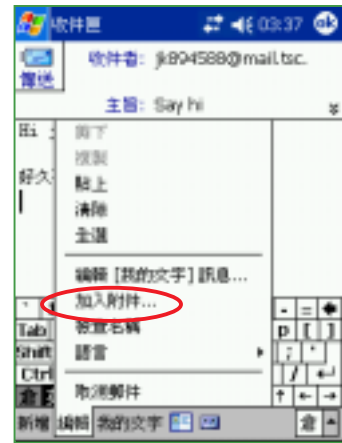 收件匣 03:37 ok
傳送 收件者: jk894588@mail.tsc.
主旨: Say hi
Hi
好久
剪下
複製
貼上
清除
全選
編輯 [我的文字] 訊息...
加入附件...
檢查名稱
語言
取消郵件
Tab p [ ]
Shift ; '
Ctrl /
新增 編輯 我的文字 倉